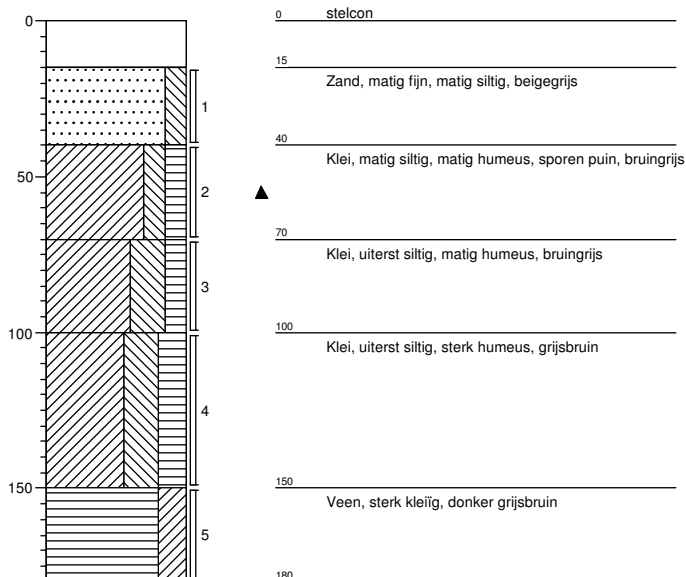 0
0
stelcon
15
Zand, matig fijn, matig siltig, beigegrijs
1
40
Klei, matig siltig, matig humeus, sporen puin, bruingrijs
50
2
70
Klei, uiterst siltig, matig humeus, bruingrijs
3
100
100
Klei, uiterst siltig, sterk humeus, grijsbruin
4
150
150
Veen, sterk kleiïg, donker grijsbruin
5
180